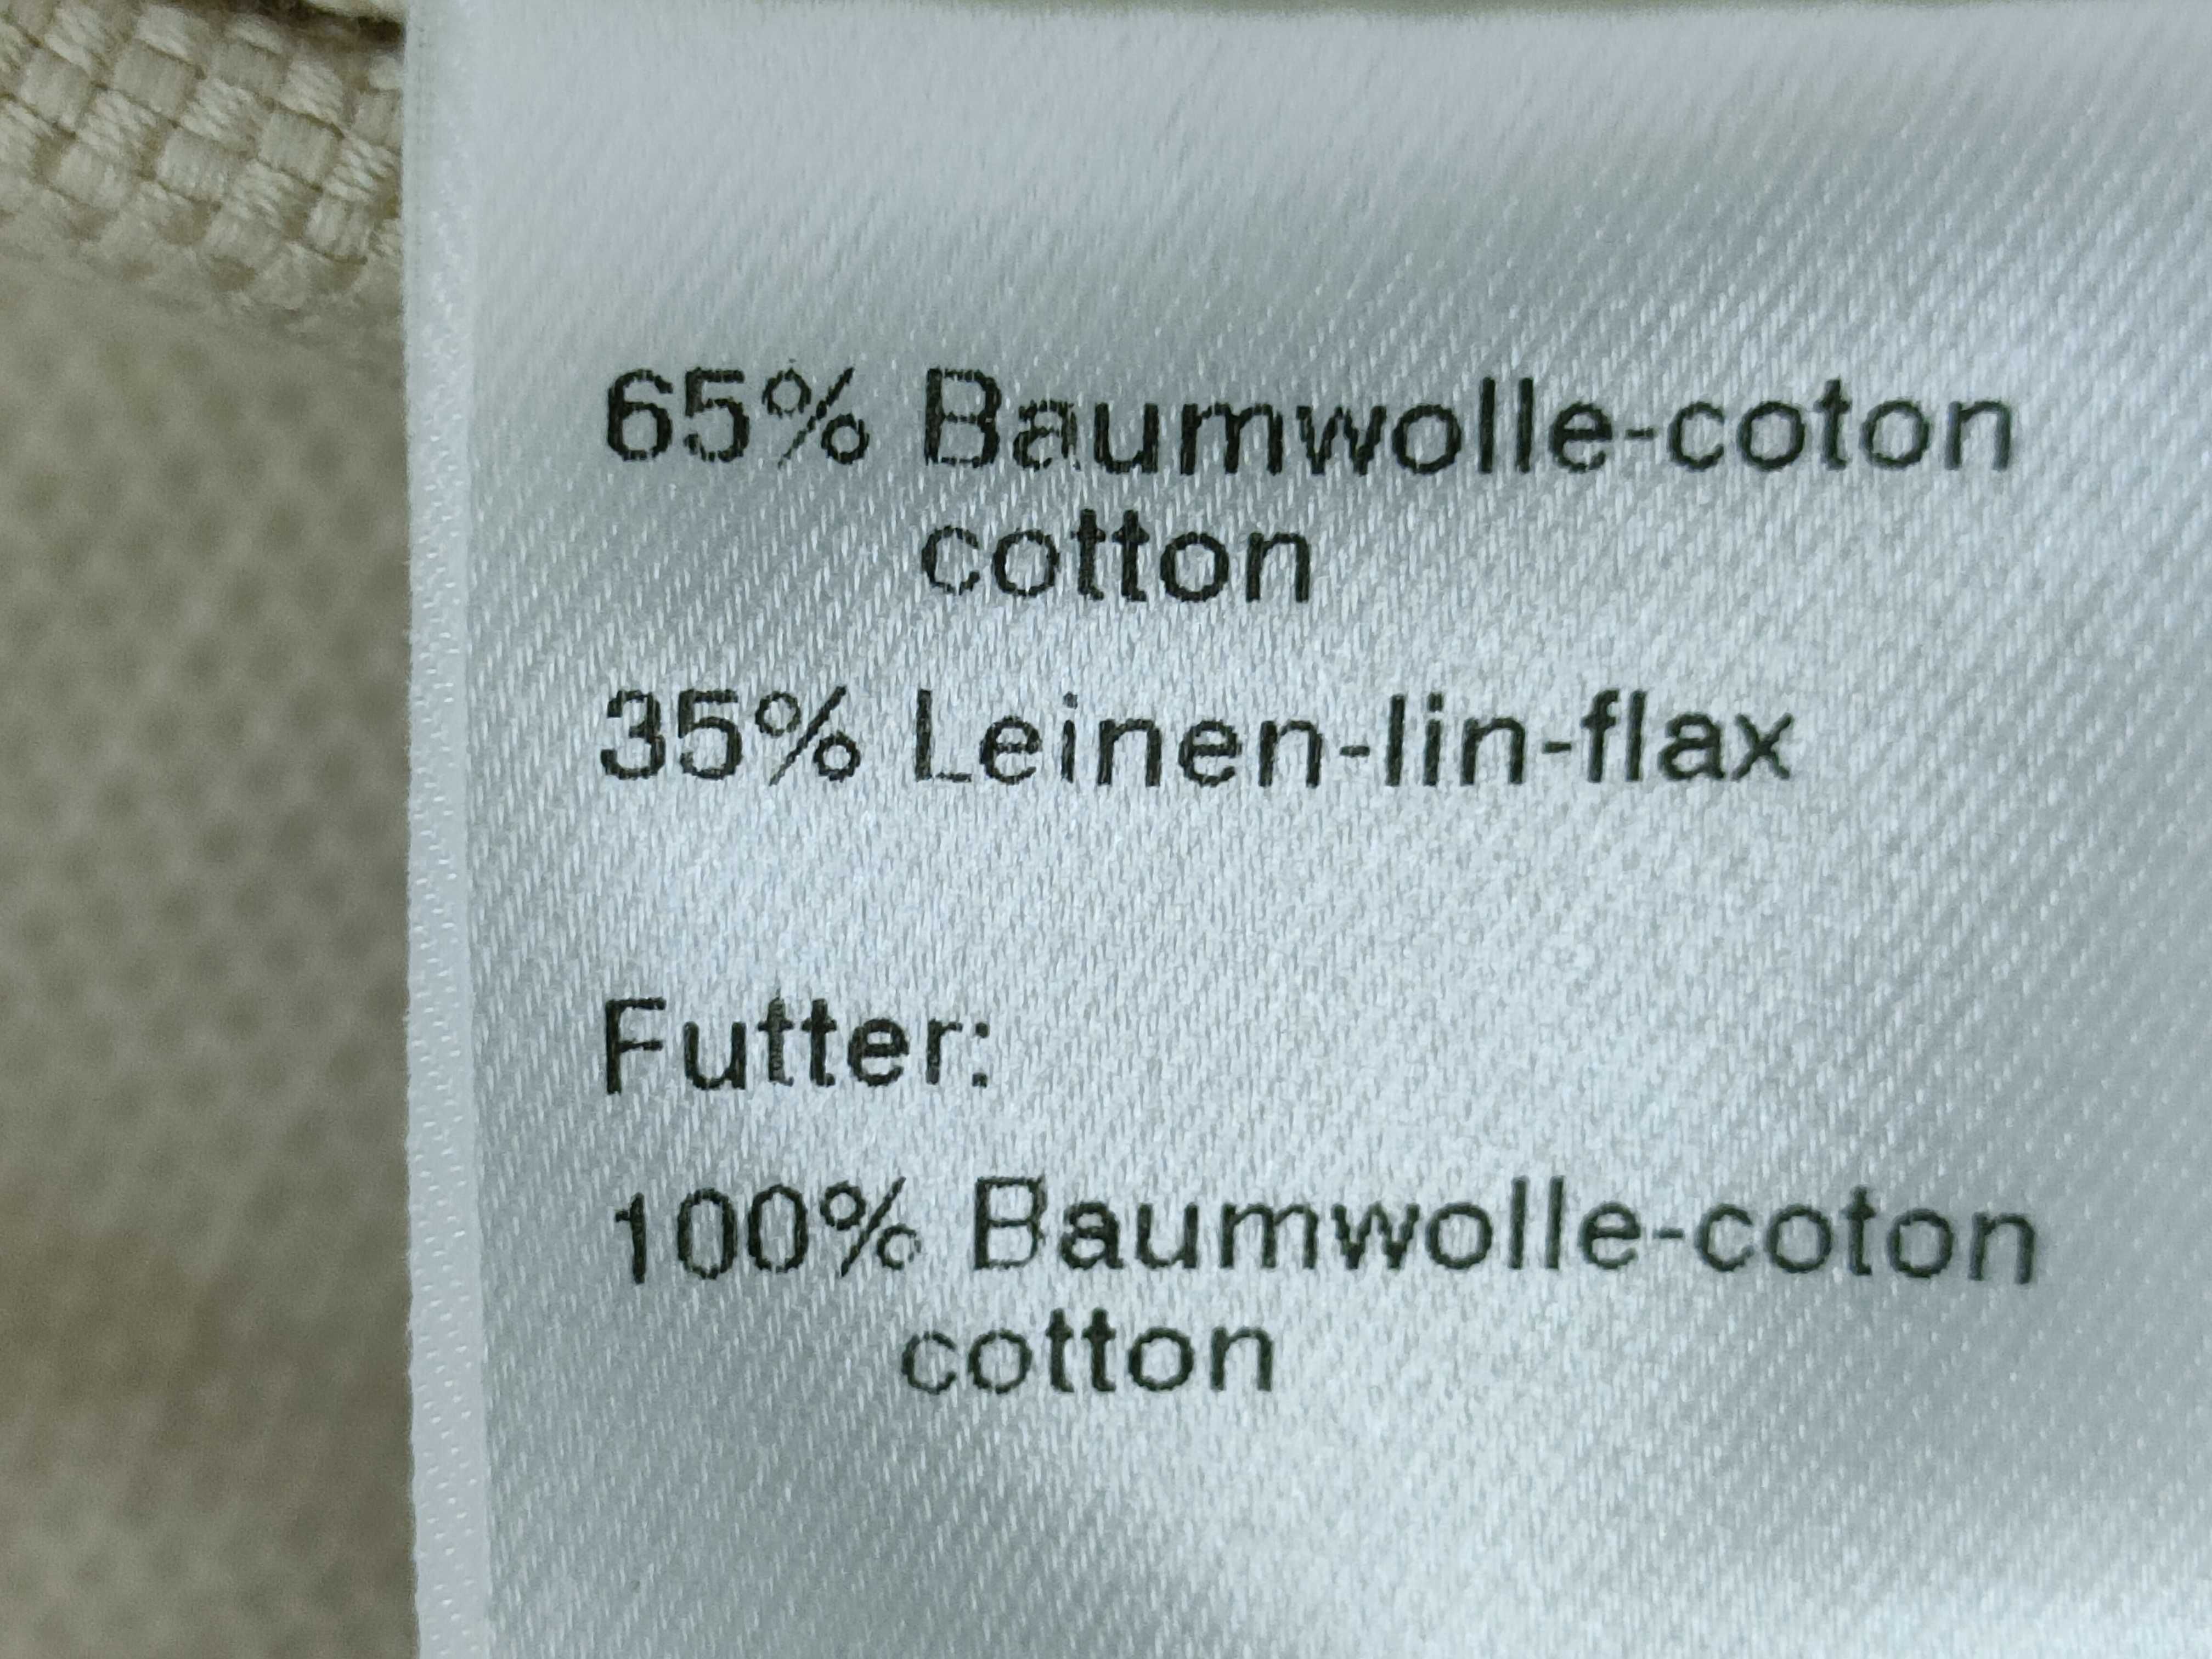 65% Baumwolle-coton
cotton
35% Leinen-lin-flax
Futter:
100% Baumwolle-coton
cotton